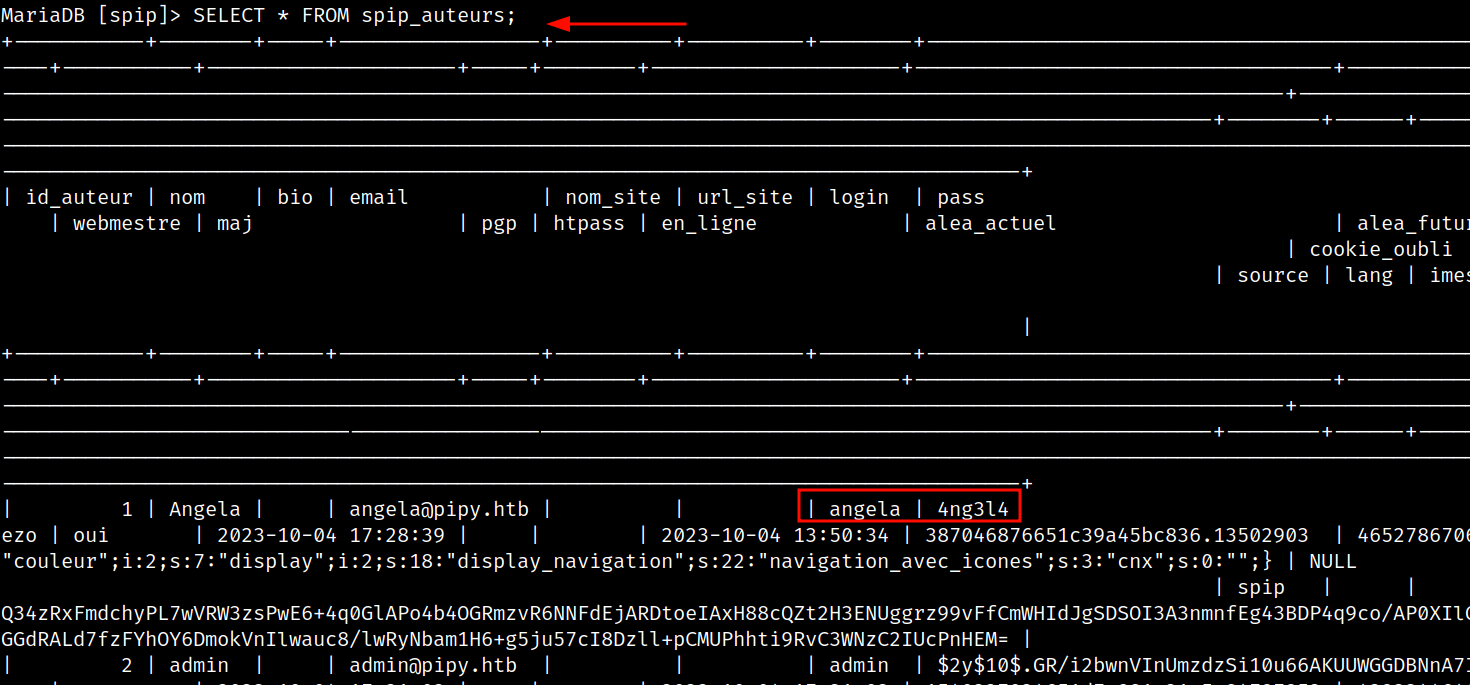 MariaDB [spip]> SELECT * FROM spip_auteurs;
| id_auteur | nom | bio | email | nom_site | url_site | login | pass
| webmestre | maj | pgp | htpass | en_ligne | alea_actuel | alea_futur
| cookie_oubli
| source | lang | imes
|
| 1 | Angela | | angela@pipy.htb | | | angela | 4ng3l4
ezo | oui | 2023-10-04 17:28:39 | | | 2023-10-04 13:50:34 | 387046876651c39a45bc836.13502903 | 4652786706
"couleur";i:2;s:7:"display";i:2;s:18:"display_navigation";s:22:"navigation_avec_icones";s:3:"cnx";s:0:"";} | NULL
| spip | |
Q34zRxFmdchyPL7wVRW3zsPwE6+4q0GlAPo4b4OGRmzvR6NNFdEjARDtoeIAxH88cQZt2H3ENUggrz99vFfCmWHIdJgSDSOI3A3nmnfEg43BDP4q9co/AP0XIlG
GGdRALd7fzFYhOY6DmokVnIlwauc8/lwRyNbam1H6+g5ju57cI8Dzll+pCMUPhhti9RvC3WNzC2IUcPnHEM= |
| 2 | admin | | admin@pipy.htb | | | admin | $2y$10$.GR/i2bwnVInUmzdzSi10u66AKUUWGGDBNnA7I